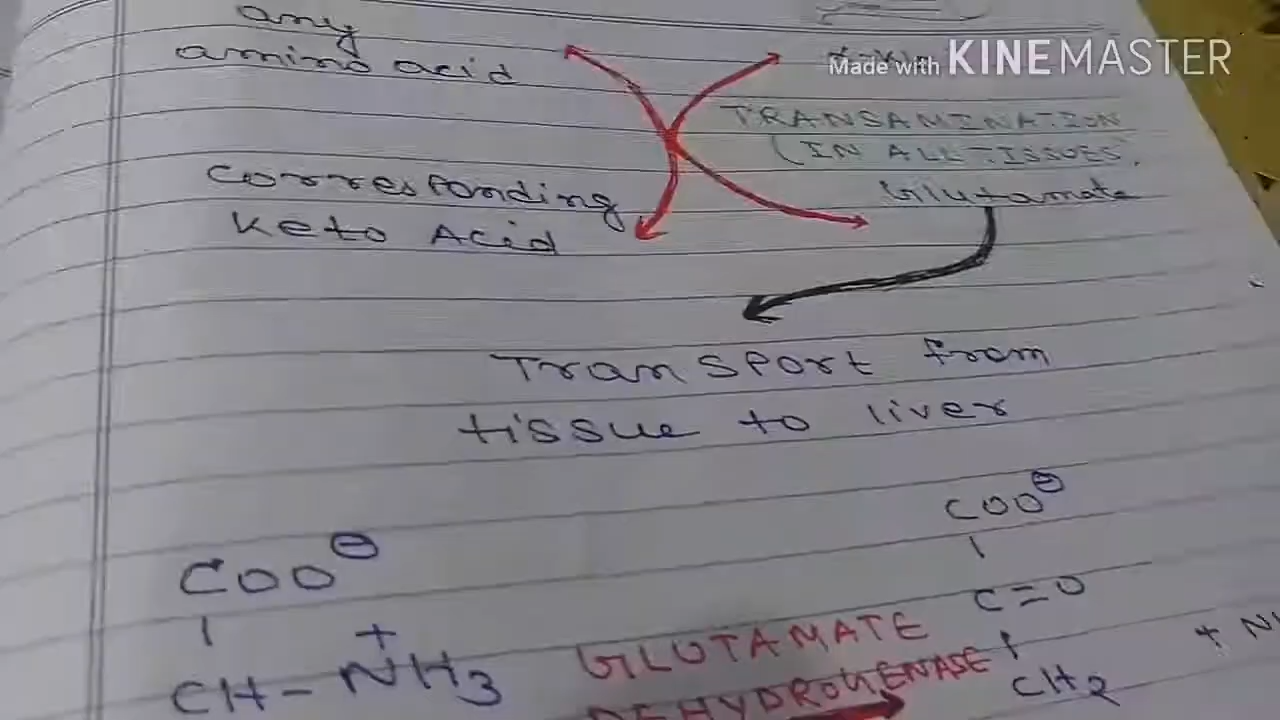 any
amino acid
Made with KINEMASTER
TRANSAMINATION
(IN ALL TISSUES,
corresponding
Keto Acid
Glutamate
Transport from
tissue to liver
COO⊖
|
C=O
|
CH2
COO⊖
|
+
CH-NH3
GLUTAMATE
DEHYDROGENASE
+